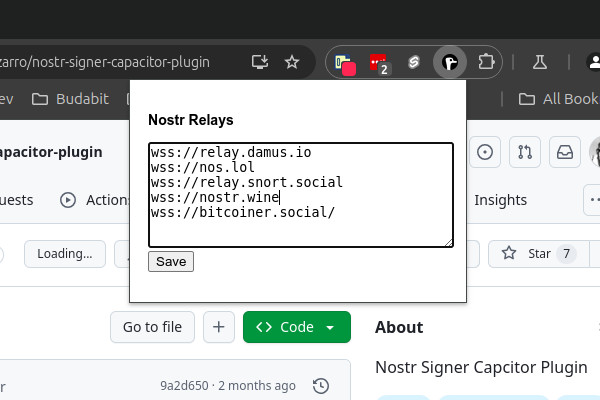 zarro/nostr-signer-capacitor-plugin
2
ev
Budabit
All Book
Nostr Relays
wss://relay.damus.io
wss://nos.lol
wss://relay.snort.social
wss://nostr.wine
wss://bitcoiner.social/
Save
apacitor-plugin
uests
Action
Insights
Loading...
Star 7
Go to file
Code
About
Nostr Signer Capcitor Plugin
r
9a2d650 · 2 months ago